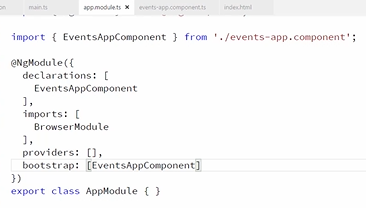 on main.ts app.module.ts × events-app.component.ts index.html
import { EventsAppComponent } from './events-app.component';
@NgModule({
declarations: [
EventsAppComponent
],
imports: [
BrowserModule
],
providers: [],
bootstrap: [EventsAppComponent]
})
export class AppModule { }